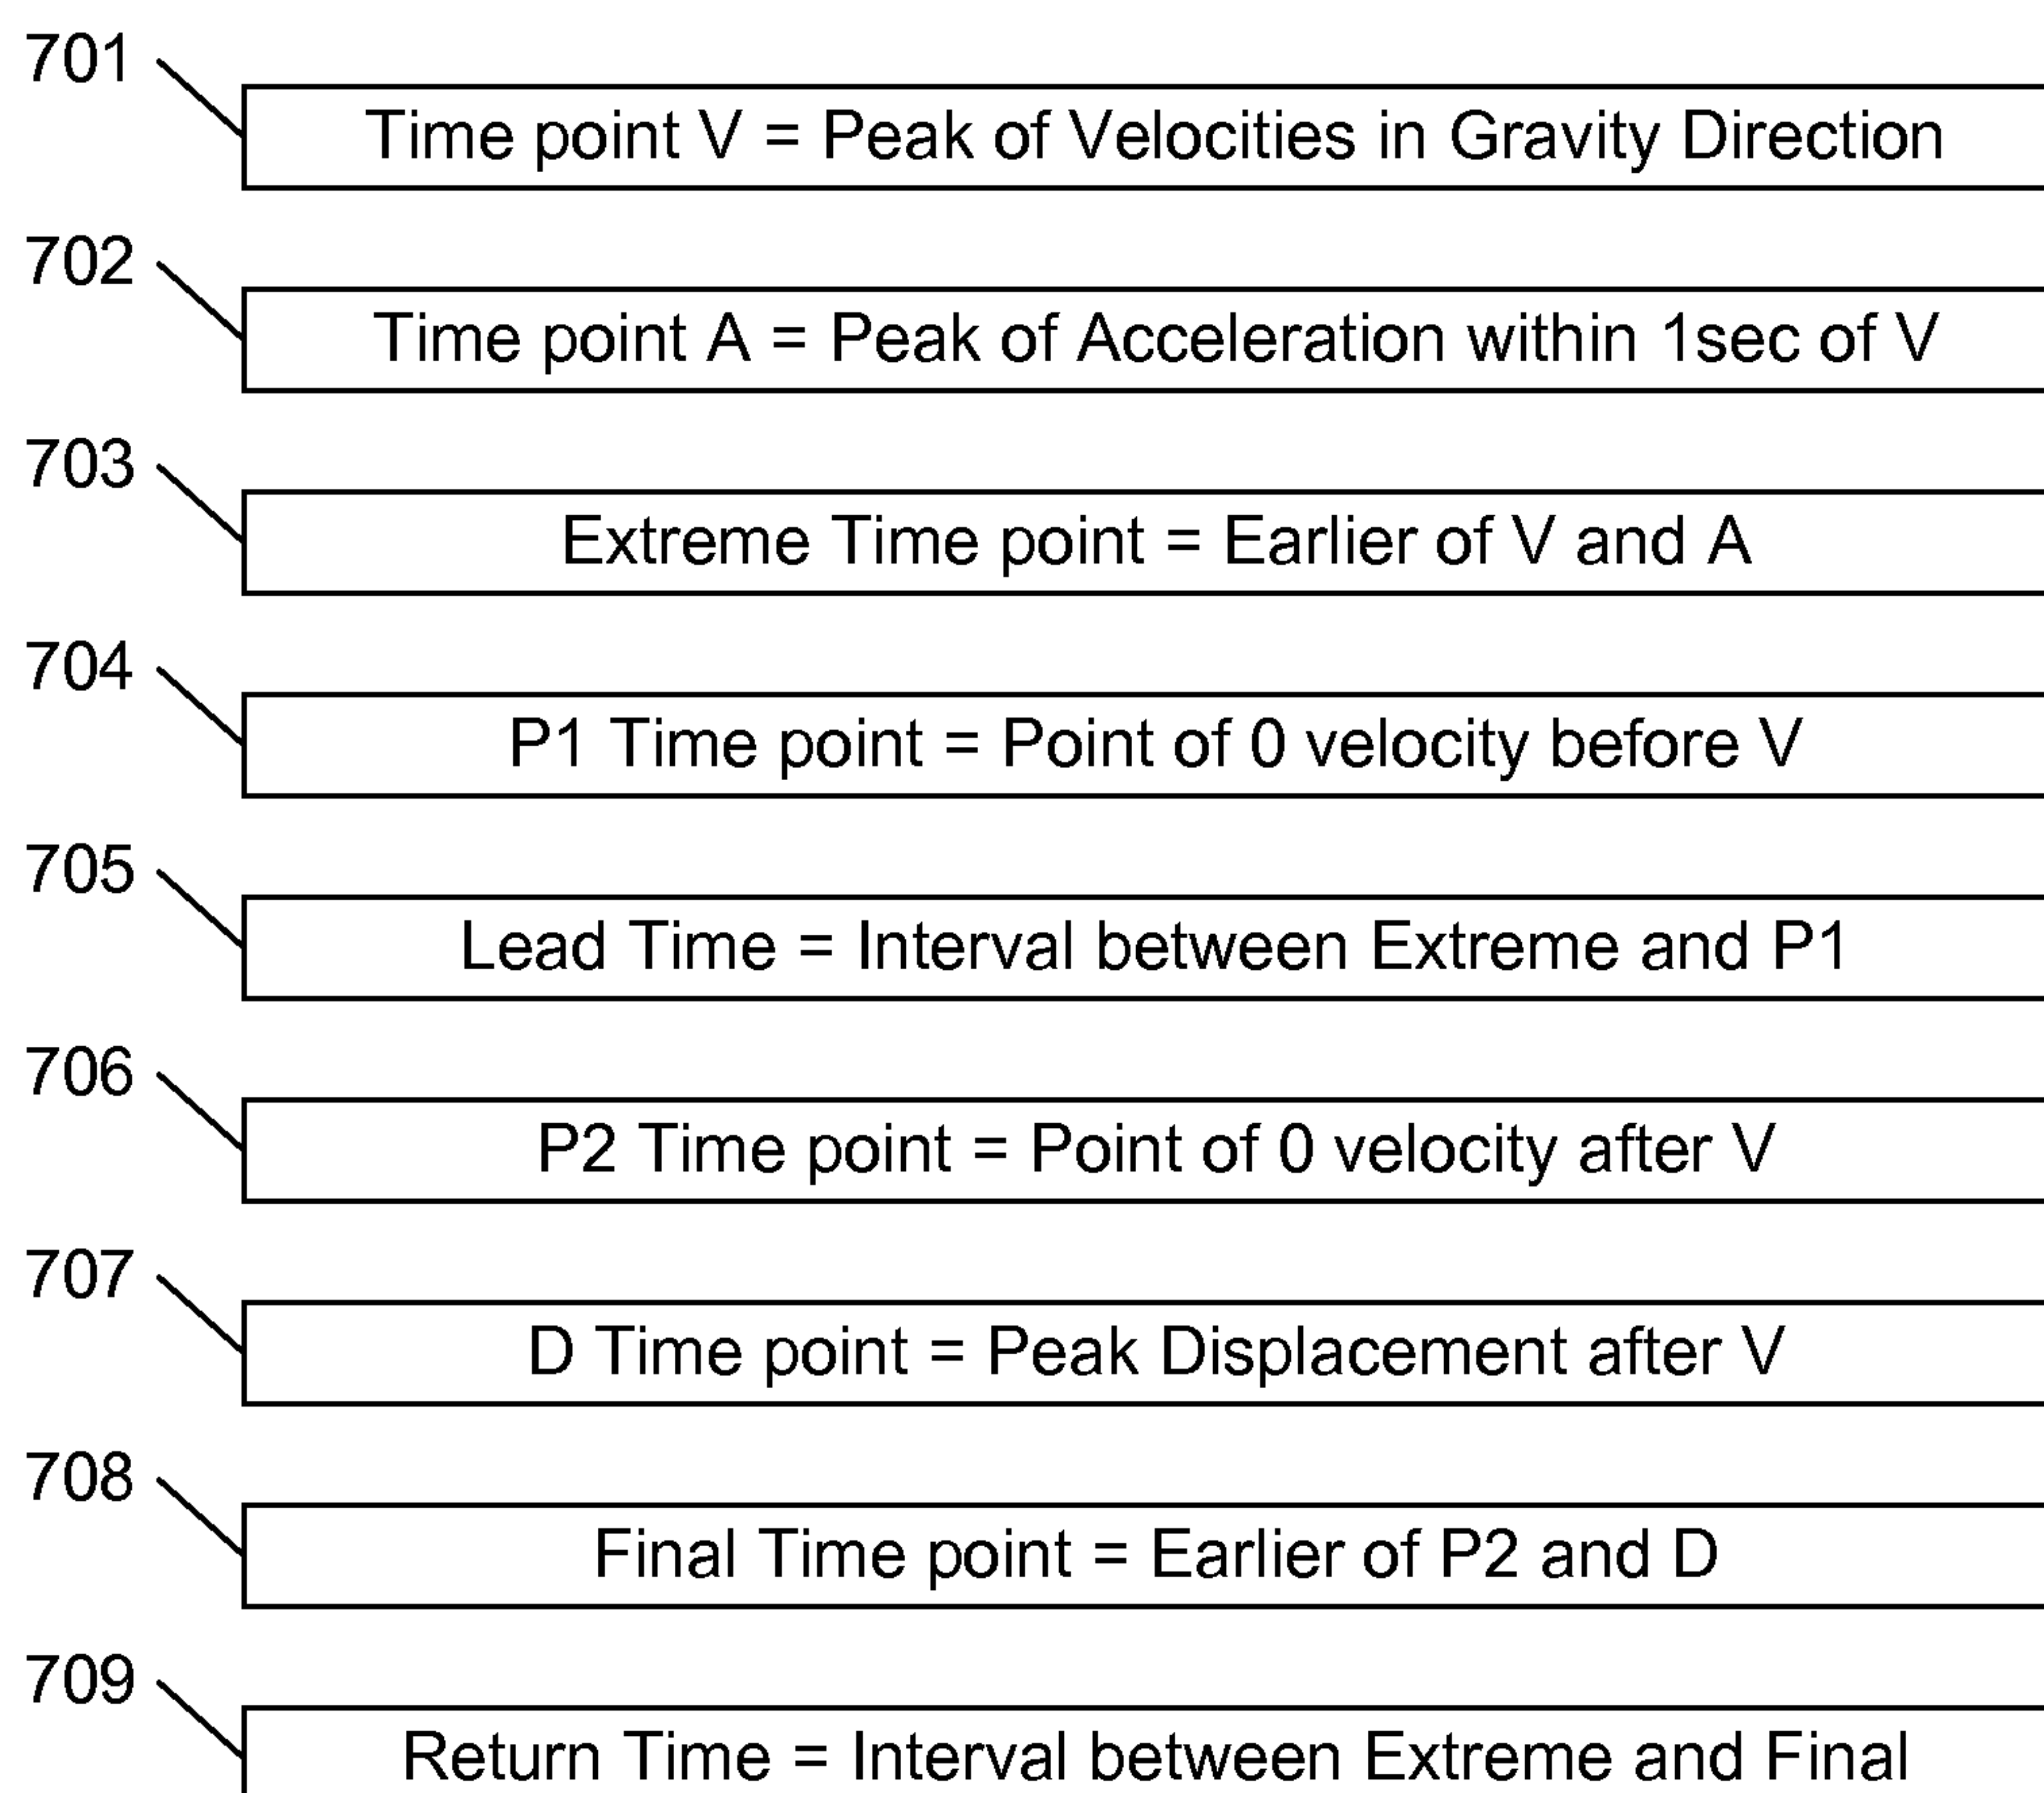 701
Time point V = Peak of Velocities in Gravity Direction
702
Time point A = Peak of Acceleration within 1sec of V
703
Extreme Time point = Earlier of V and A
704
P1 Time point = Point of 0 velocity before V
705
Lead Time = Interval between Extreme and P1
706
P2 Time point = Point of 0 velocity after V
707
D Time point = Peak Displacement after V
708
Final Time point = Earlier of P2 and D
709
Return Time = Interval between Extreme and Final